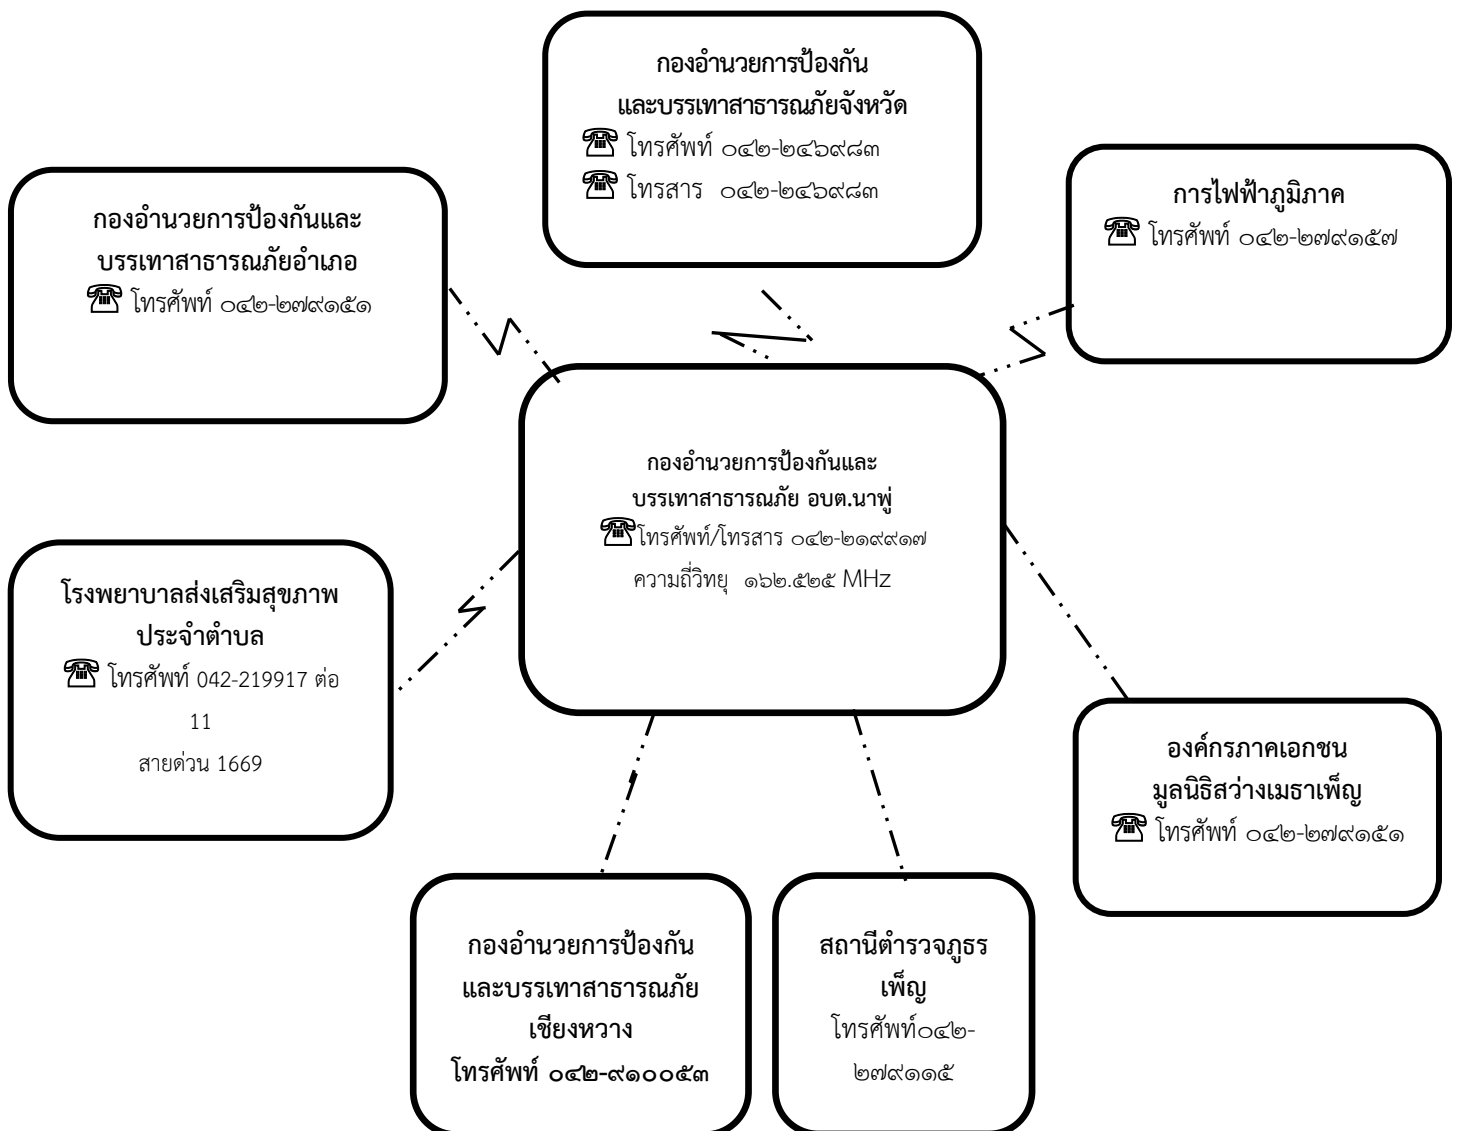 กองอำนวยการป้องกัน
และบรรเทาสาธารณภัยจังหวัด
โทรศัพท์ ๐๔๒-๒๔๖๙๘๓
โทรสาร ๐๔๒-๒๔๖๙๘๓
กองอำนวยการป้องกันและ
บรรเทาสาธารณภัยอำเภอ
โทรศัพท์ ๐๔๒-๒๗๙๑๕๑
การไฟฟ้าภูมิภาค
โทรศัพท์ ๐๔๒-๒๗๙๑๕๗
กองอำนวยการป้องกันและ
บรรเทาสาธารณภัย อบต.นาพู่
โทรศัพท์/โทรสาร ๐๔๒-๒๑๙๙๑๗
ความถี่วิทยุ ๑๖๒.๕๒๕ MHz
โรงพยาบาลส่งเสริมสุขภาพ
ประจำตำบล
โทรศัพท์ 042-219917 ต่อ
11
สายด่วน 1669
องค์กรภาคเอกชน
มูลนิธิสว่างเมธาเพ็ญ
โทรศัพท์ ๐๔๒-๒๗๙๑๕๑
กองอำนวยการป้องกัน
และบรรเทาสาธารณภัย
เชียงหวาง
โทรศัพท์ ๐๔๒-๙๑๐๐๕๓
สถานีตำรวจภูธร
เพ็ญ
โทรศัพท์๐๔๒-
๒๗๙๑๑๕